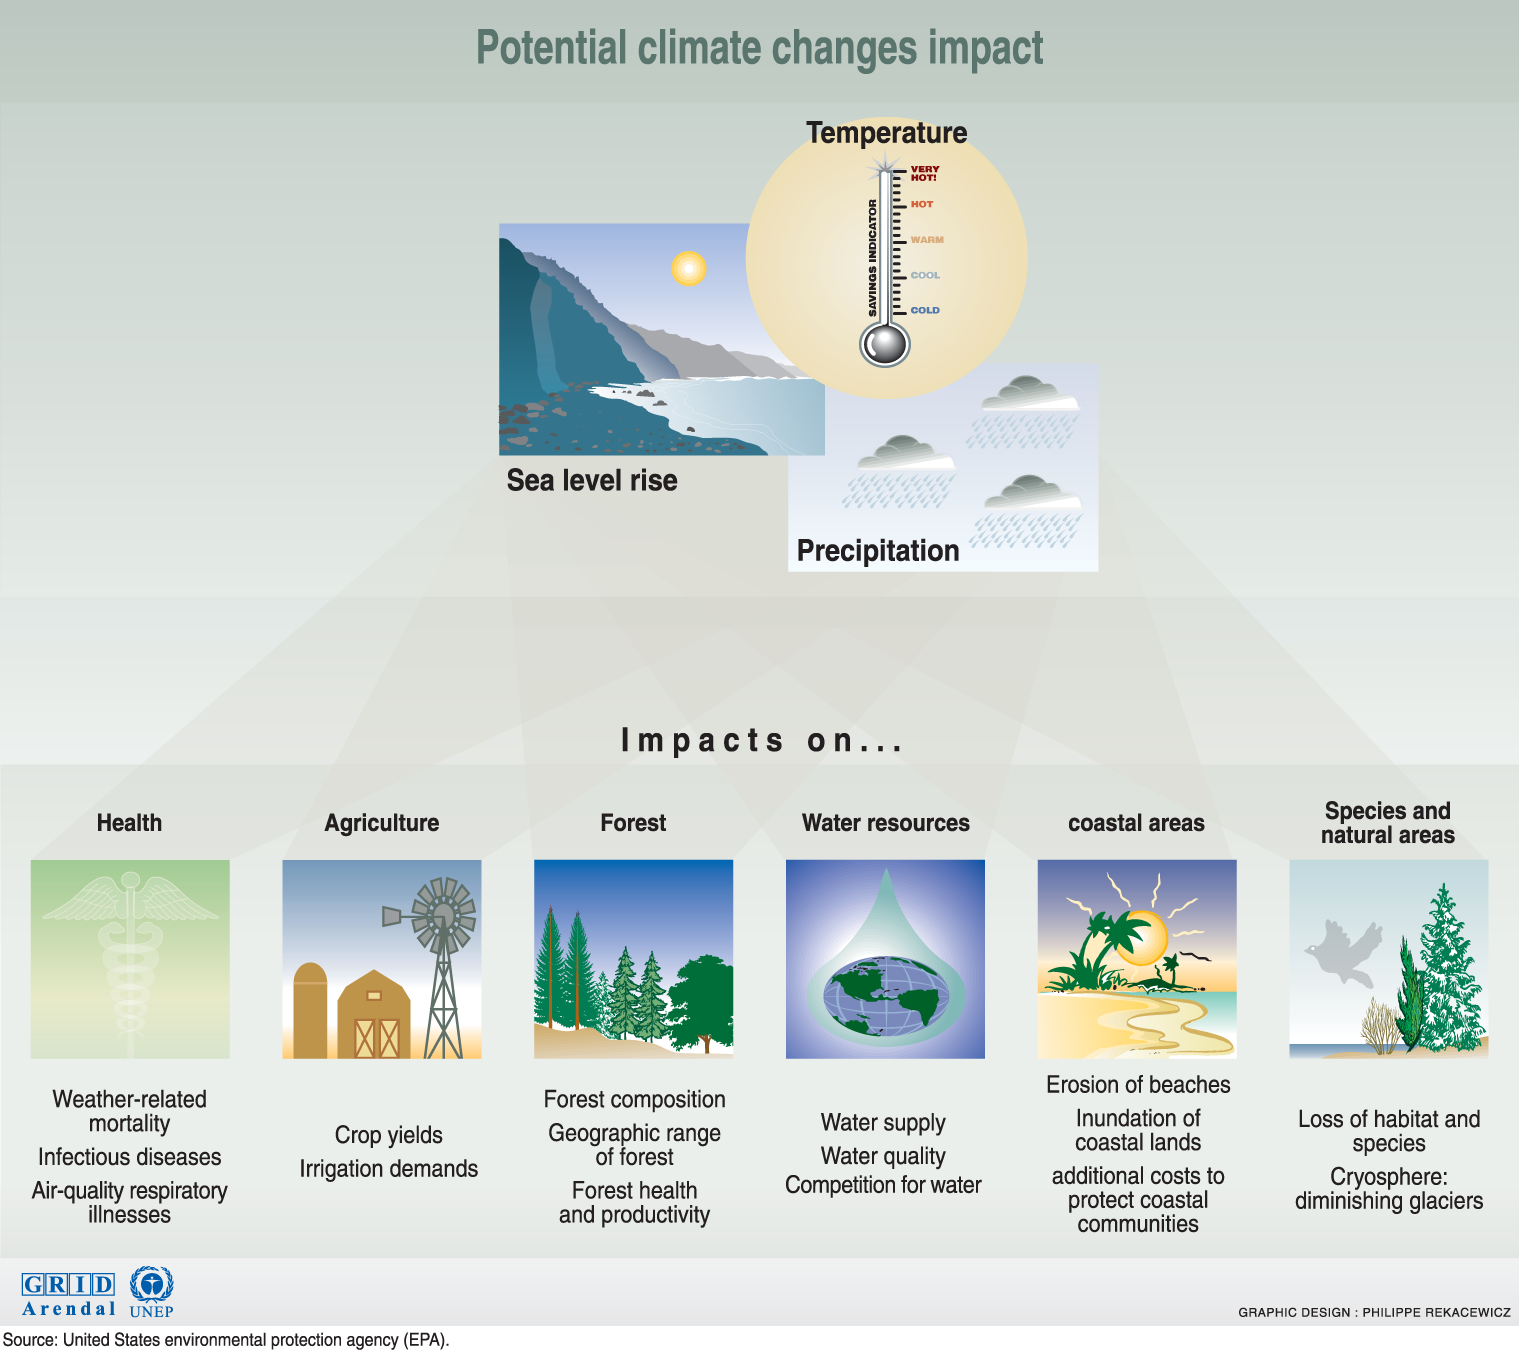 Potential climate changes impact
Temperature
VERY
HOT!
HOT
WARM
COOL
COLD
SAVINGS INDICATOR
Sea level rise
Precipitation
Impacts on...
Health
Agriculture
Forest
Water resources
coastal areas
Species and
natural areas
Weather-related
mortality
Infectious diseases
Air-quality respiratory
illnesses
Crop yields
Irrigation demands
Forest composition
Geographic range
of forest
Forest health
and productivity
Water supply
Water quality
Competition for water
Erosion of beaches
Inundation of
coastal lands
additional costs to
protect coastal
communities
Loss of habitat and
species
Cryosphere:
diminishing glaciers
GRID
Arendal
UNEP
GRAPHIC DESIGN : PHILIPPE REKACEWICZ
Source: United States environmental protection agency (EPA).